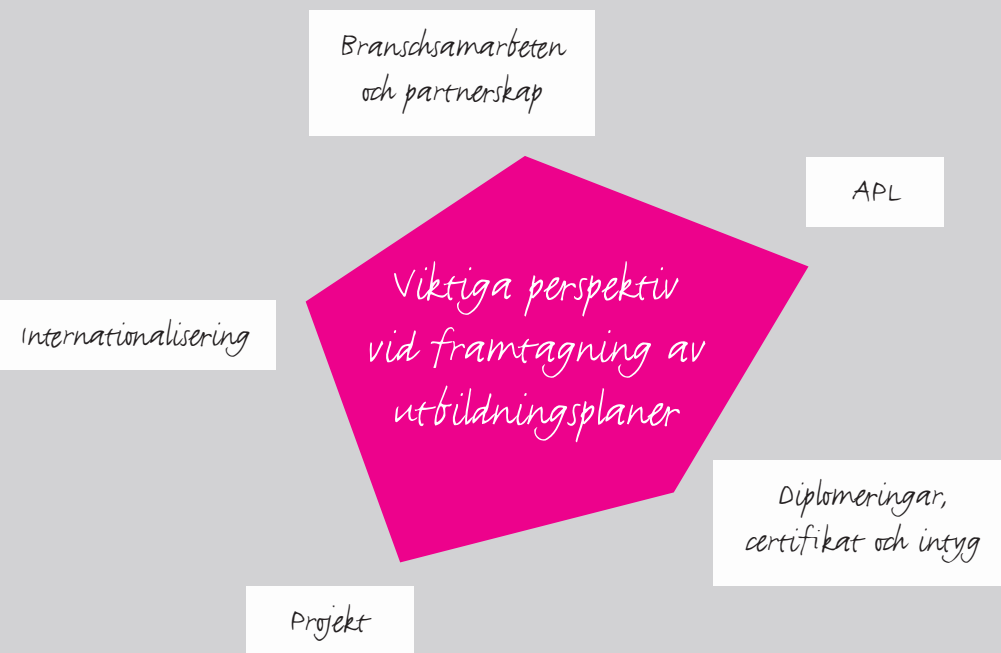 Branschsamarbeten
och partnerskap
APL
Viktiga perspektiv
vid framtagning av
utbildningsplaner
Internationalisering
Diplomeringar,
certifikat och intyg
Projekt